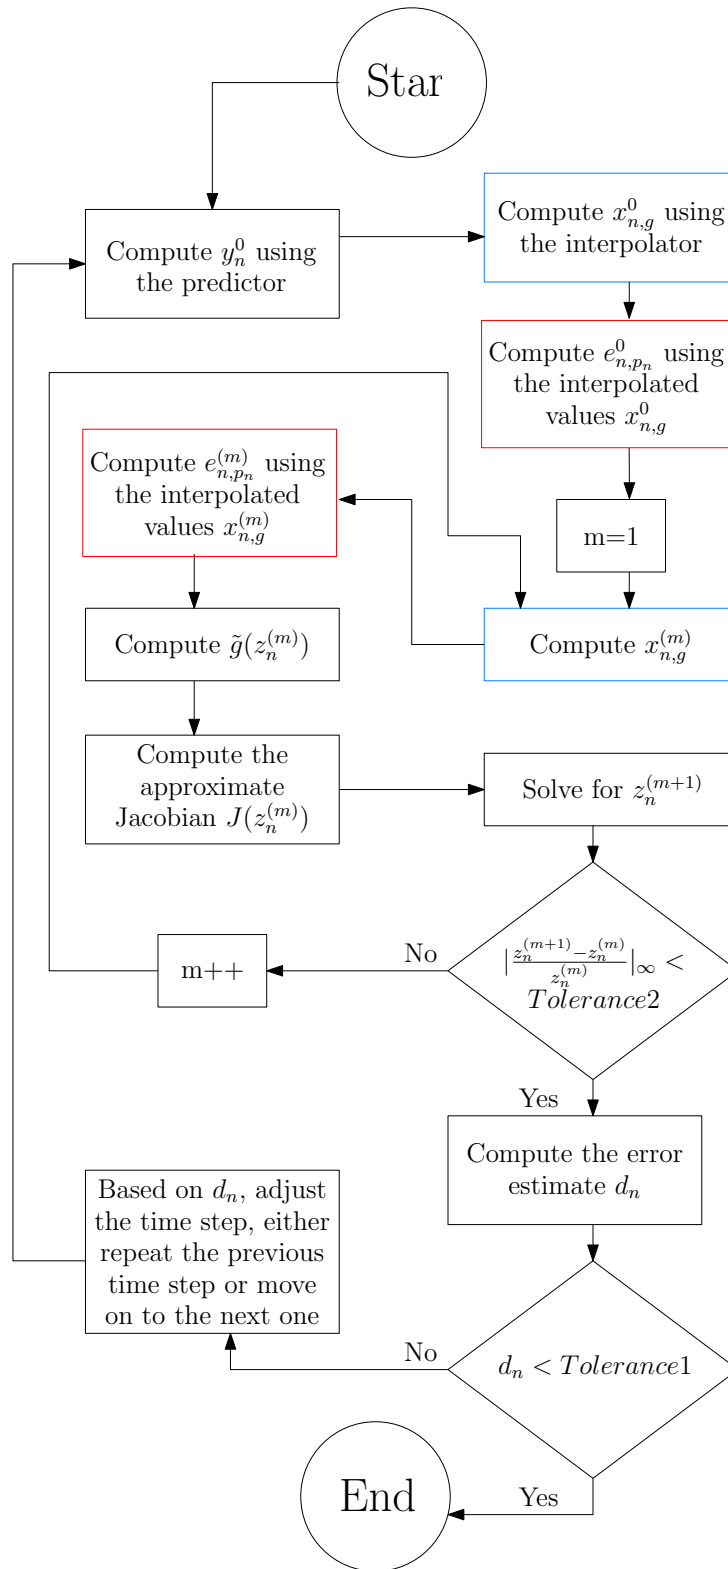 Star
Compute $y_n^0$ using
the predictor
Compute $x_{n,g}^0$ using
the interpolator
Compute $e_{n,p_n}^0$ using
the interpolated
values $x_{n,g}^0$
m=1
Compute $x_{n,g}^{(m)}$
Compute $e_{n,p_n}^{(m)}$ using
the interpolated
values $x_{n,g}^{(m)}$
Compute $\tilde{g}(z_n^{(m)})$
Compute the
approximate
Jacobian $J(z_n^{(m)})$
Solve for $z_n^{(m+1)}$
$|\frac{z_n^{(m+1)}-z_n^{(m)}}{z_n^{(m)}}|_\infty <$
$Tolerance2$
No
m++
Yes
Compute the error
estimate $d_n$
$d_n < Tolerance1$
No
Based on $d_n$, adjust
the time step, either
repeat the previous
time step or move
on to the next one
Yes
End